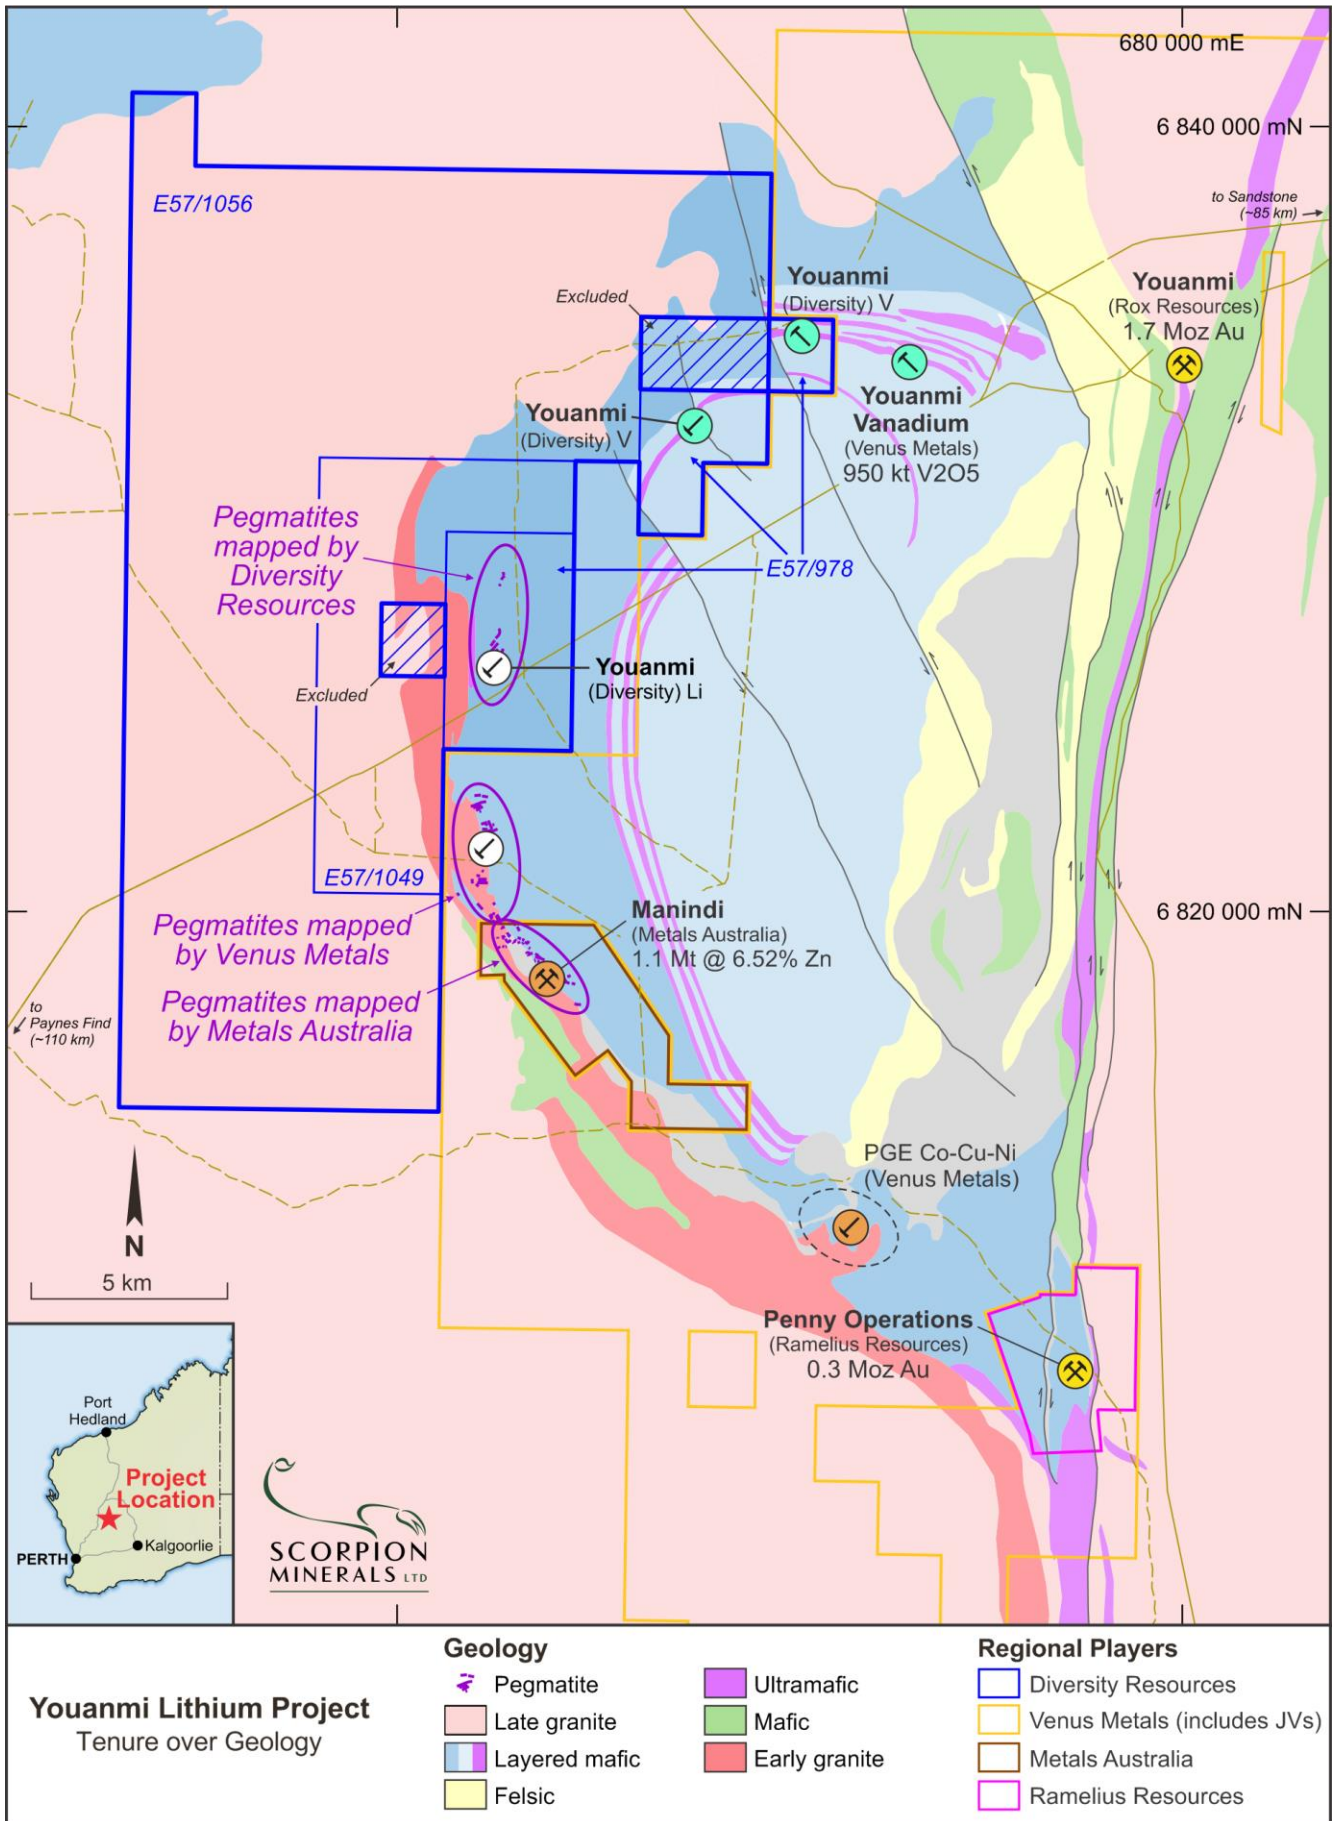 680 000 mE
6 840 000 mN
to Sandstone
(~85 km)
E57/1056
Excluded
Youanmi
(Diversity) V
Youanmi
(Rox Resources)
1.7 Moz Au
Youanmi
(Diversity) V
Youanmi
Vanadium
(Venus Metals)
950 kt V2O5
Pegmatites
mapped by
Diversity
Resources
E57/978
Excluded
Youanmi
(Diversity) Li
E57/1049
Pegmatites mapped
by Venus Metals
Manindi
(Metals Australia)
1.1 Mt @ 6.52% Zn
6 820 000 mN
Pegmatites mapped
by Metals Australia
to
Paynes Find
(~110 km)
PGE Co-Cu-Ni
(Venus Metals)
N
5 km
Penny Operations
(Ramelius Resources)
0.3 Moz Au
Port
Hedland
Project
Location
Kalgoorlie
PERTH
SCORPION
MINERALS LTD
Youanmi Lithium Project
Tenure over Geology
Geology
Pegmatite
Late granite
Layered mafic
Felsic
Ultramafic
Mafic
Early granite
Regional Players
Diversity Resources
Venus Metals (includes JVs)
Metals Australia
Ramelius Resources